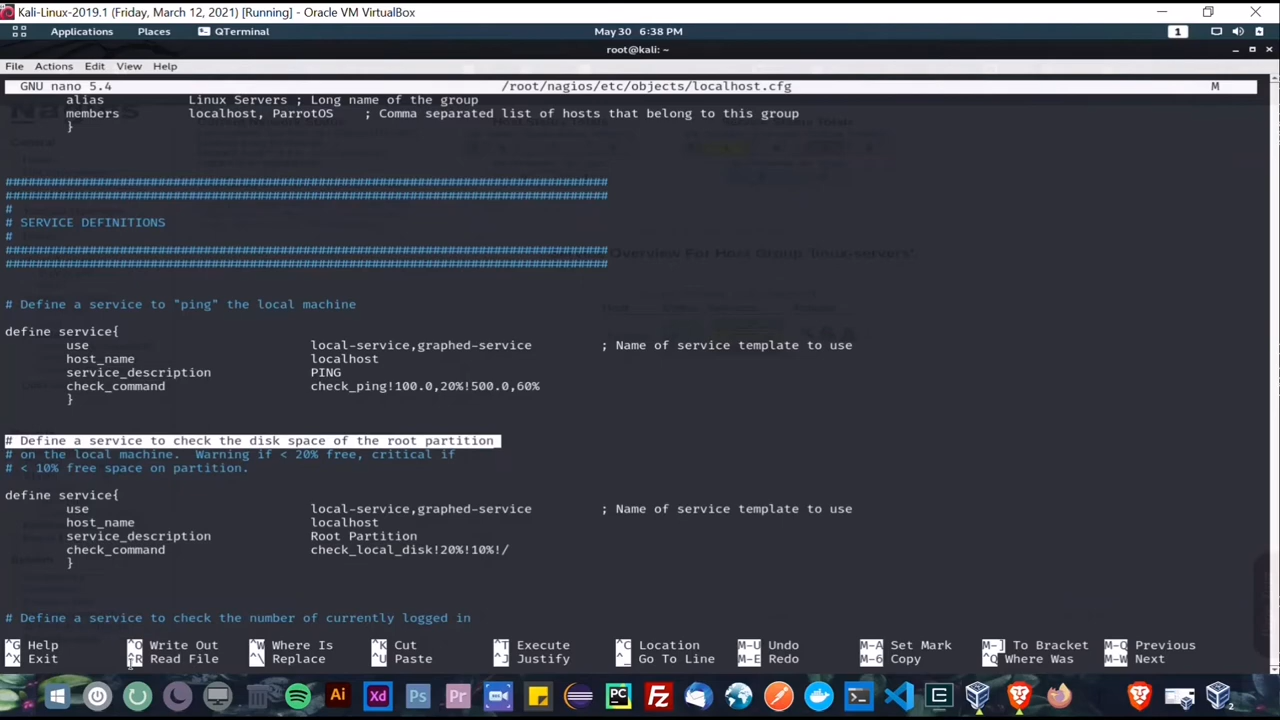 Kali-Linux-2019.1 (Friday, March 12, 2021) [Running] - Oracle VM VirtualBox
Applications Places QTerminal May 30 6:38 PM 1
root@kali: ~
File Actions Edit View Help
GNU nano 5.4 /root/nagios/etc/objects/localhost.cfg M
alias Linux Servers ; Long name of the group
members localhost, ParrotOS ; Comma separated list of hosts that belong to this group
}
###############################################################################
###############################################################################
#
# SERVICE DEFINITIONS
#
###############################################################################
###############################################################################
# Define a service to "ping" the local machine
define service{
use local-service,graphed-service ; Name of service template to use
host_name localhost
service_description PING
check_command check_ping!100.0,20%!500.0,60%
}
# Define a service to check the disk space of the root partition
# on the local machine.  Warning if < 20% free, critical if
# < 10% free space on partition.
define service{
use local-service,graphed-service ; Name of service template to use
host_name localhost
service_description Root Partition
check_command check_local_disk!20%!10%!/
}
# Define a service to check the number of currently logged in
^G Help ^O Write Out ^W Where Is ^K Cut ^T Execute ^C Location M-U Undo M-A Set Mark M-] To Bracket M-Q Previous
^X Exit ^R Read File ^\ Replace ^U Paste ^J Justify ^_ Go To Line M-E Redo M-6 Copy ^Q Where Was M-W Next
Ai Xd Ps Pr PC Fz E 2